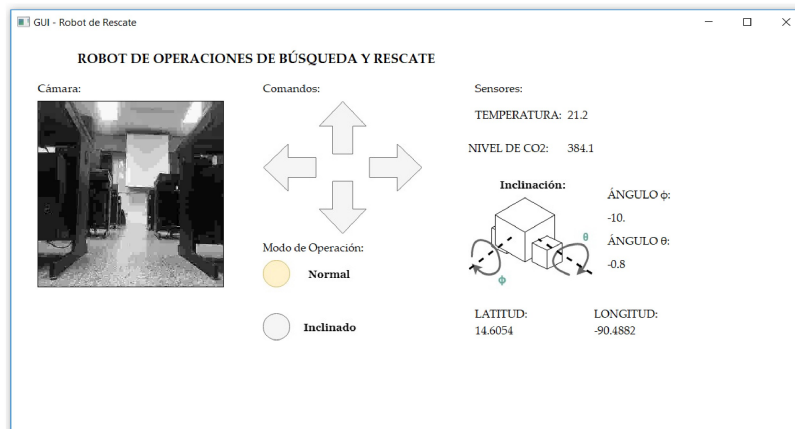 GUI - Robot de Rescate
ROBOT DE OPERACIONES DE BÚSQUEDA Y RESCATE
Cámara:
Comandos:
Modo de Operación:
Normal
Inclinado
Sensores:
TEMPERATURA: 21.2
NIVEL DE CO2: 384.1
Inclinación:
θ
ϕ
ÁNGULO ϕ:
-10.
ÁNGULO θ:
-0.8
LATITUD:
14.6054
LONGITUD:
-90.4882